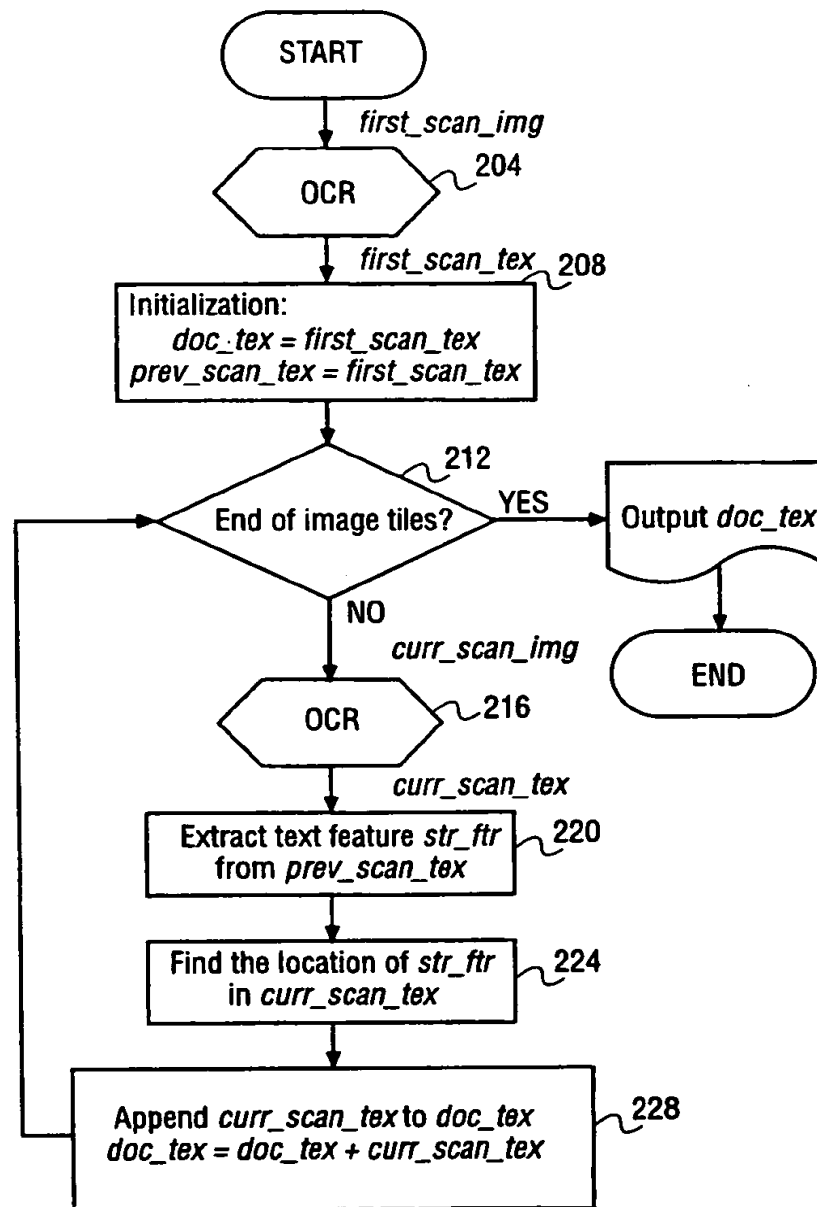 START
first_scan_img
OCR
204
first_scan_tex
208
Initialization:
doc_tex = first_scan_tex
prev_scan_tex = first_scan_tex
212
End of image tiles?
YES
Output doc_tex
NO
END
curr_scan_img
OCR
216
curr_scan_tex
Extract text feature str_ftr
from prev_scan_tex
220
Find the location of str_ftr
in curr_scan_tex
224
Append curr_scan_tex to doc_tex
doc_tex = doc_tex + curr_scan_tex
228